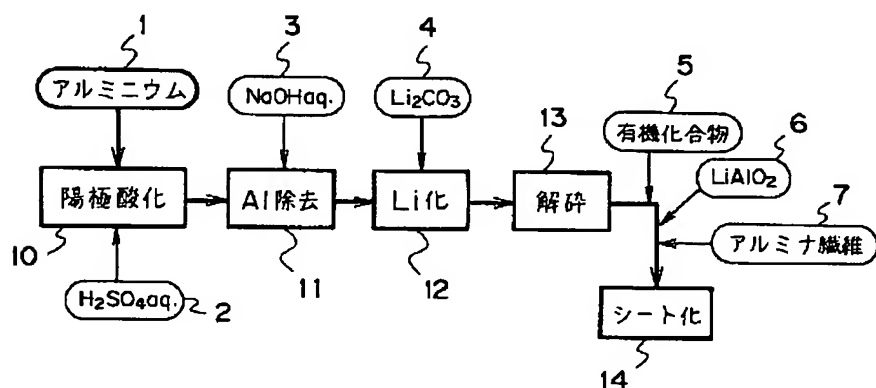 1
アルミニウム
3
NaOHaq.
4
Li₂CO₃
5
有機化合物
6
LiAlO₂
7
アルミナ繊維
陽極酸化
10
Al除去
11
Li化
12
13
解砕
H₂SO₄aq.
2
シート化
14